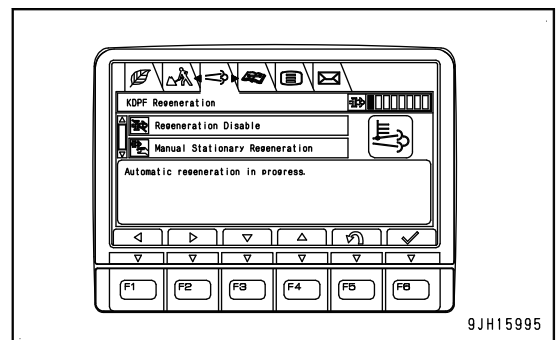 KDPF Regeneration
Regeneration Disable
Manual Stationary Regeneration
Automatic regeneration in progress.
F1 F2 F3 F4 F5 F6
9JH15995